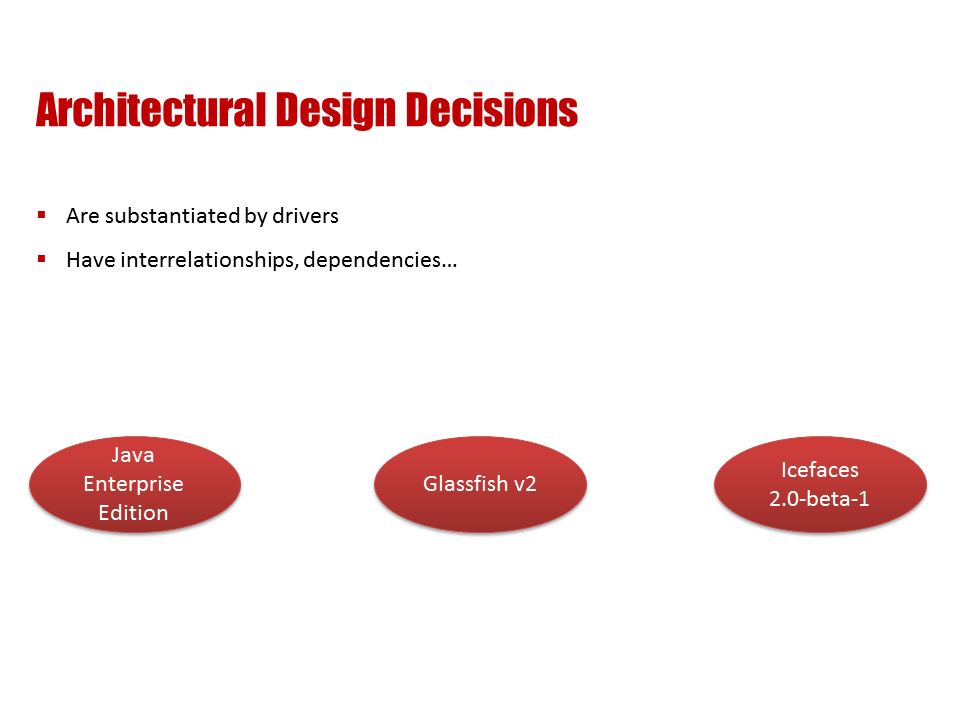 Architectural Design Decisions
Are substantiated by drivers
Have interrelationships, dependencies...
Java
Enterprise
Edition
Glassfish v2
Icefaces
2.0-beta-1